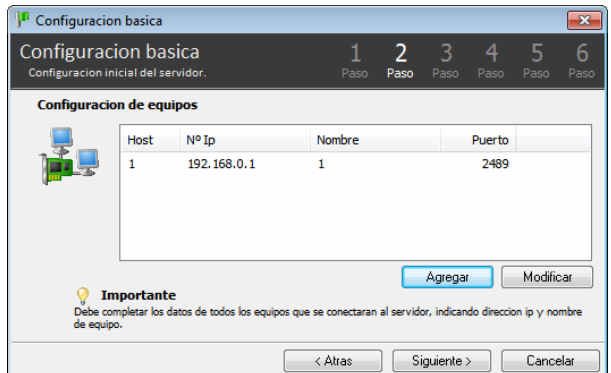 Configuracion basica
Configuracion basica
Configuracion inicial del servidor.
1 2 3 4 5 6
Paso Paso Paso Paso Paso Paso
Configuracion de equipos
Host Nº Ip Nombre Puerto
1 192.168.0.1 1 2489
Agregar Modificar
Importante
Debe completar los datos de todos los equipos que se conectaran al servidor, indicando direccion ip y nombre
de equipo.
< Atras Siguiente > Cancelar